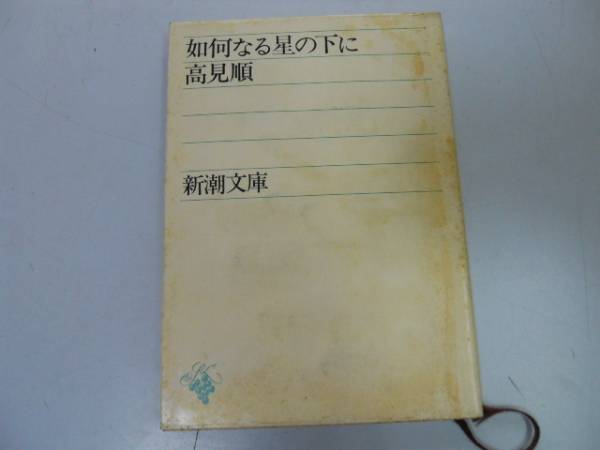 如何なる星の下に
高見順
新潮文庫